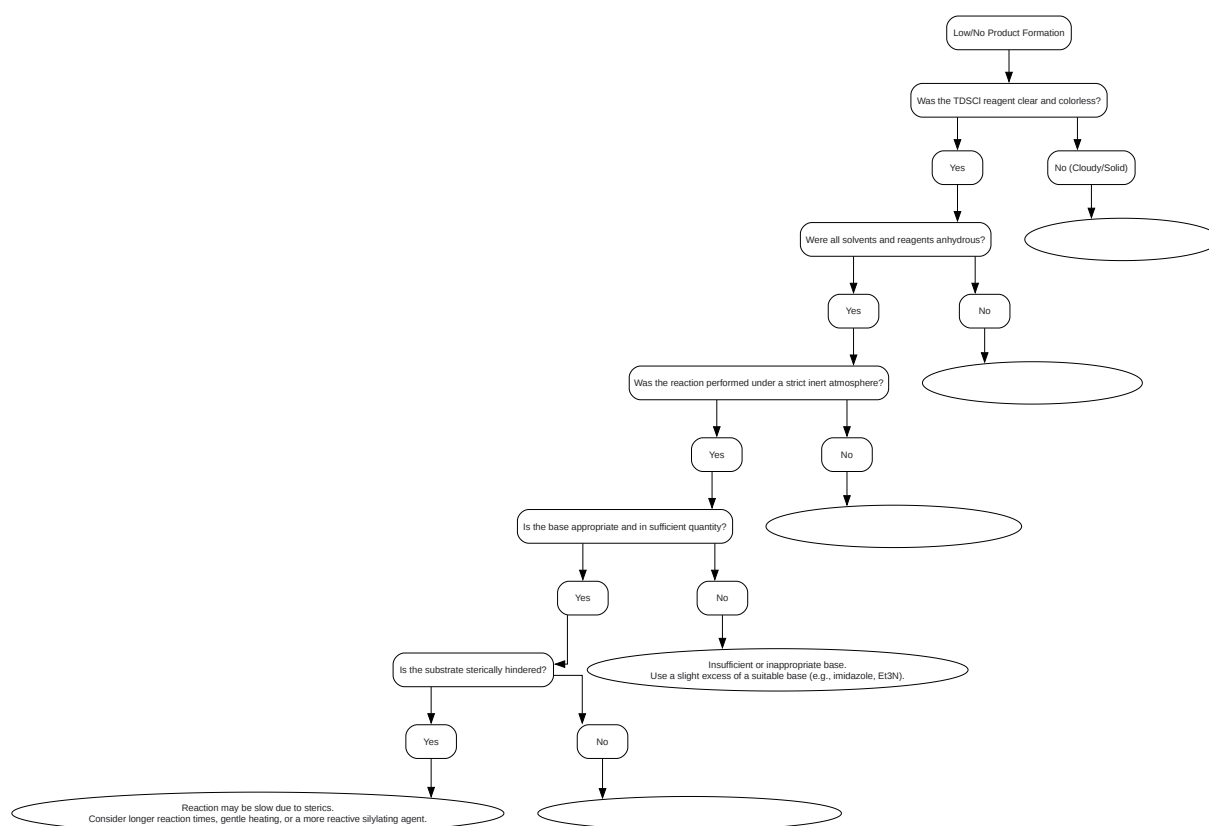 Low/No Product Formation
Was the TDSCl reagent clear and colorless?
Yes
No (Cloudy/Solid)
Were all solvents and reagents anhydrous?
Yes
No
Was the reaction performed under a strict inert atmosphere?
Yes
No
Is the base appropriate and in sufficient quantity?
Yes
No
Is the substrate sterically hindered?
Insufficient or inappropriate base.
Use a slight excess of a suitable base (e.g., imidazole, Et3N).
Yes
No
Reaction may be slow due to sterics.
Consider longer reaction times, gentle heating, or a more reactive silylating agent.